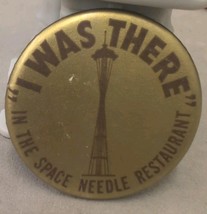 "I WAS THERE"
IN THE SPACE NEEDLE RESTAURANT